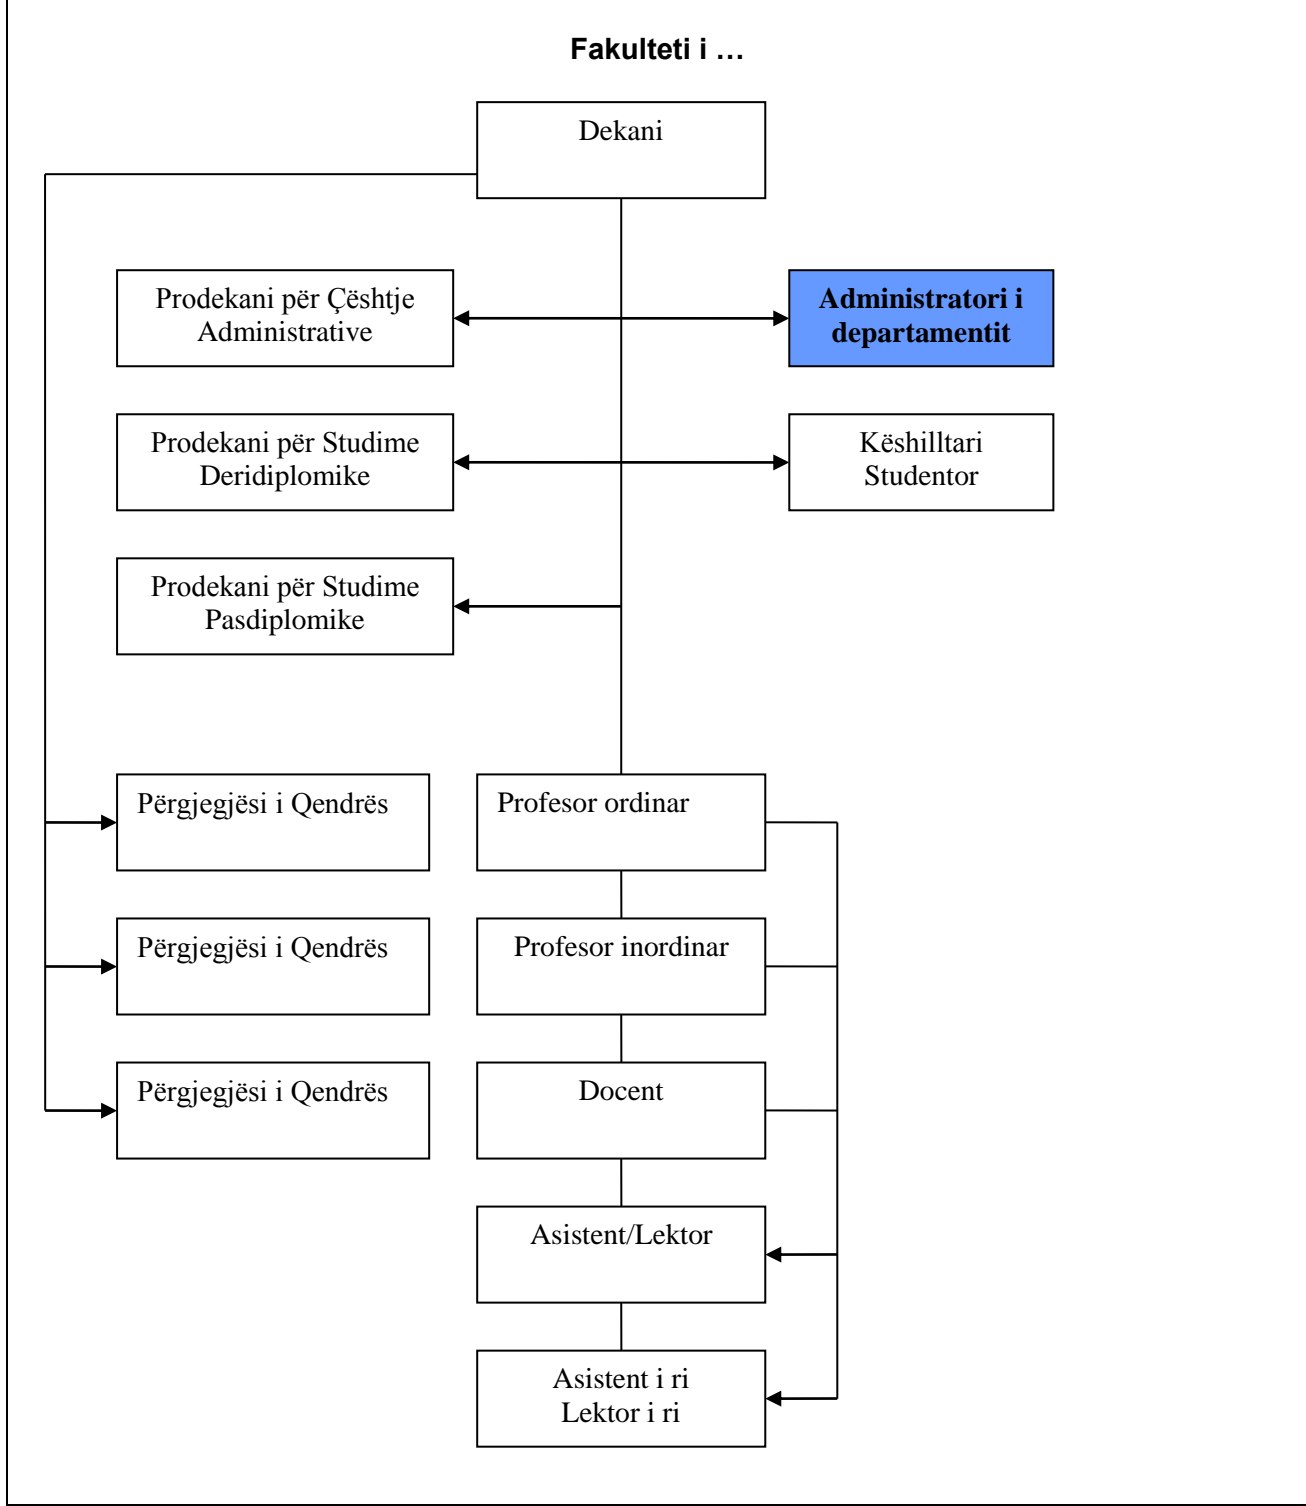 Fakulteti i …
Dekani
Prodekani për Çështje
Administrative
Administratori i
departamentit
Prodekani për Studime
Deridiplomike
Këshilltari
Studentor
Prodekani për Studime
Pasdiplomike
Përgjegjësi i Qendrës
Profesor ordinar
Përgjegjësi i Qendrës
Profesor inordinar
Përgjegjësi i Qendrës
Docent
Asistent/Lektor
Asistent i ri
Lektor i ri